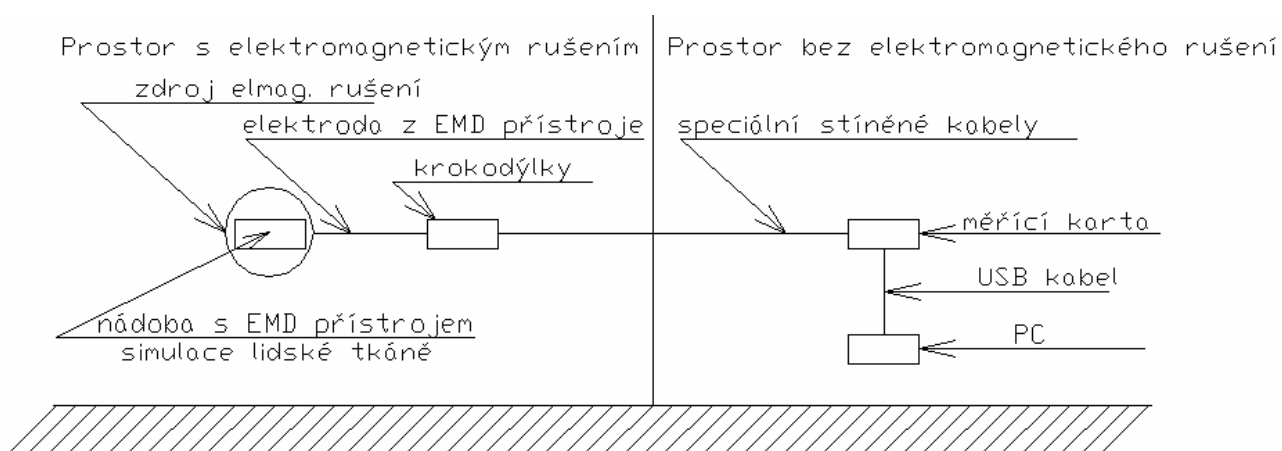 Prostor s elektromagnetickým rušením
Prostor bez elektromagnetického rušení
zdroj elmag. rušení
elektroda z EMD přístroje
speciální stíněné kabely
krokodýlky
měřící karta
USB kabel
nádoba s EMD přístrojem
simulace lidské tkáně
PC